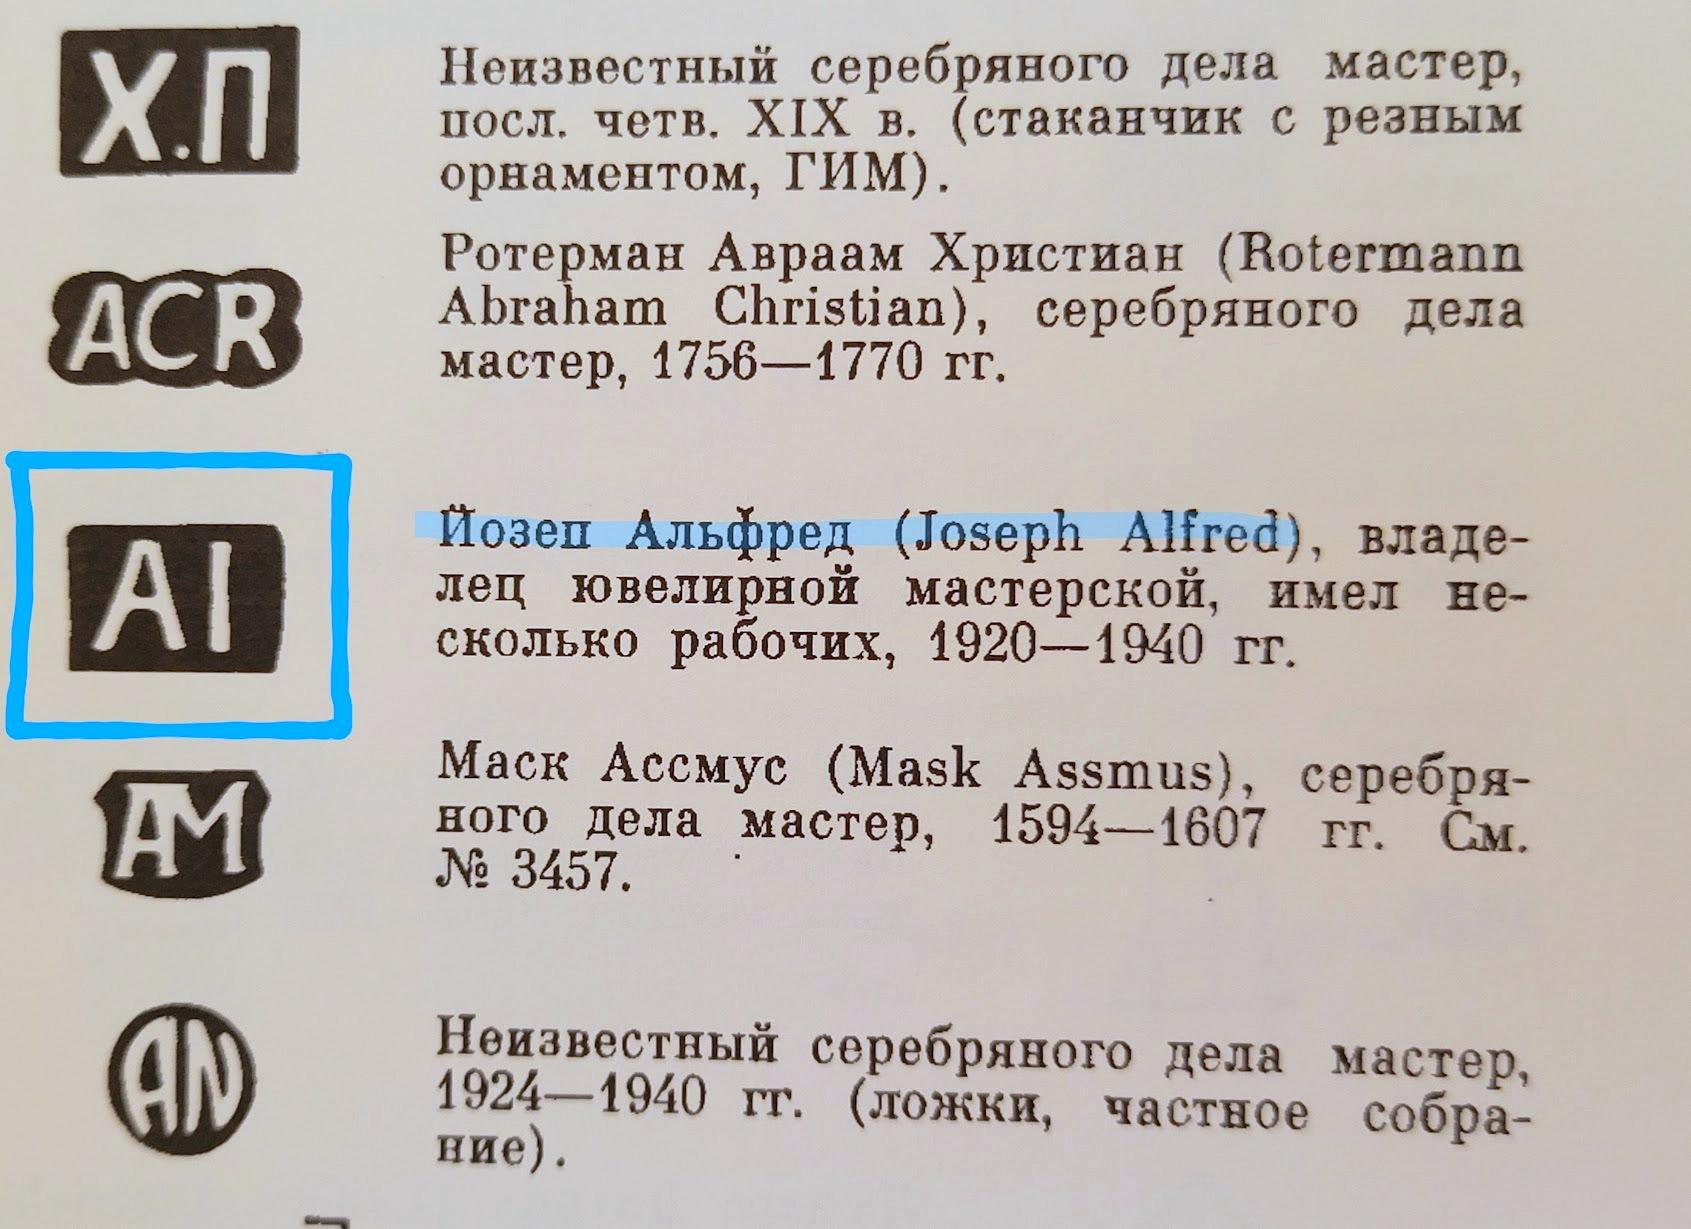 Х.П
Неизвестный серебряного дела мастер,
посл. четв. XIX в. (стаканчик с резным
орнаментом, ГИМ).
ACR
Ротерман Авраам Христиан (Rotermann
Abraham Christian), серебряного дела
мастер, 1756—1770 гг.
AI
Йозеп Альфред (Joseph Alfred), владе-
лец ювелирной мастерской, имел не-
сколько рабочих, 1920—1940 гг.
AM
Маск Ассмус (Mask Assmus), серебря-
ного дела мастер, 1594—1607 гг. См.
№ 3457.
AN
Неизвестный серебряного дела мастер,
1924—1940 гг. (ложки, частное собра-
ние).